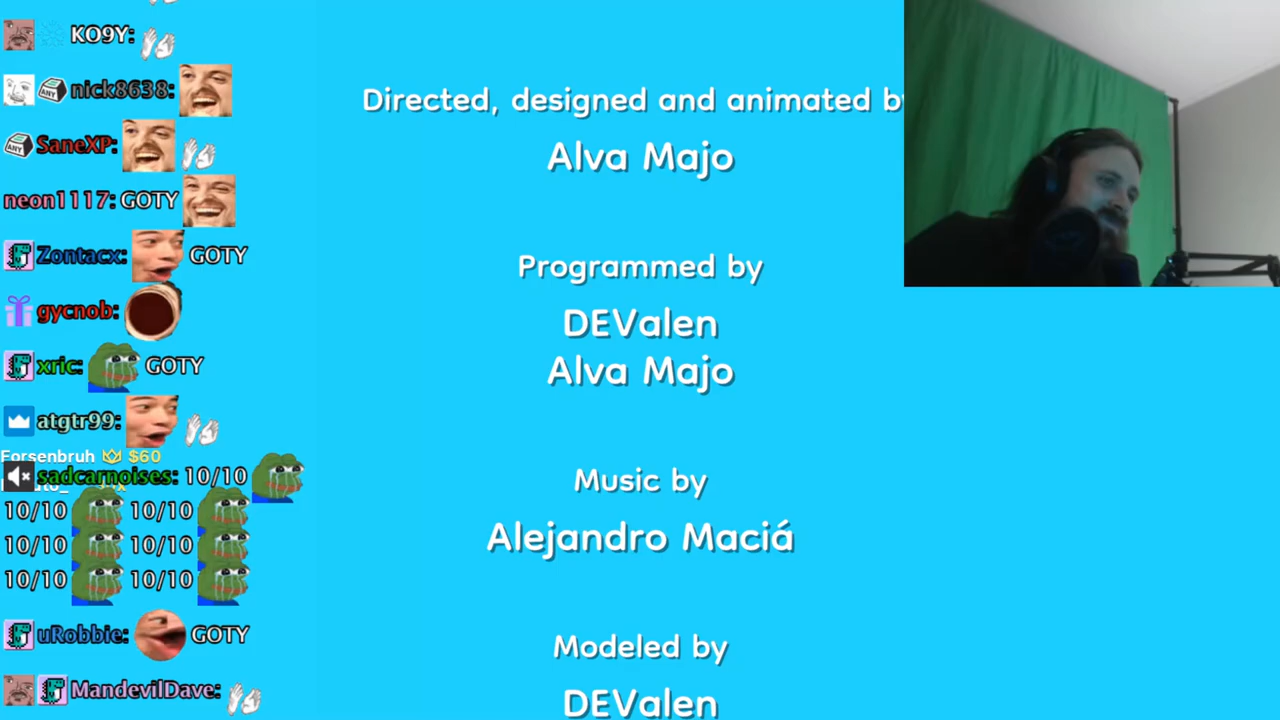 KO9Y:
ANY nick8638:
ANY SaneXP:
neon1117: GOTY
Zontacx: GOTY
gycnob:
xric: GOTY
atgtr99:
Forsenbruh $60
sadcarnoises: 10/10
10/10 10/10
10/10 10/10
10/10 10/10
uRobbie: GOTY
MandevilDave:
Directed, designed and animated b
Alva Majo
Programmed by
DEValen
Alva Majo
Music by
Alejandro Maciá
Modeled by
DEValen